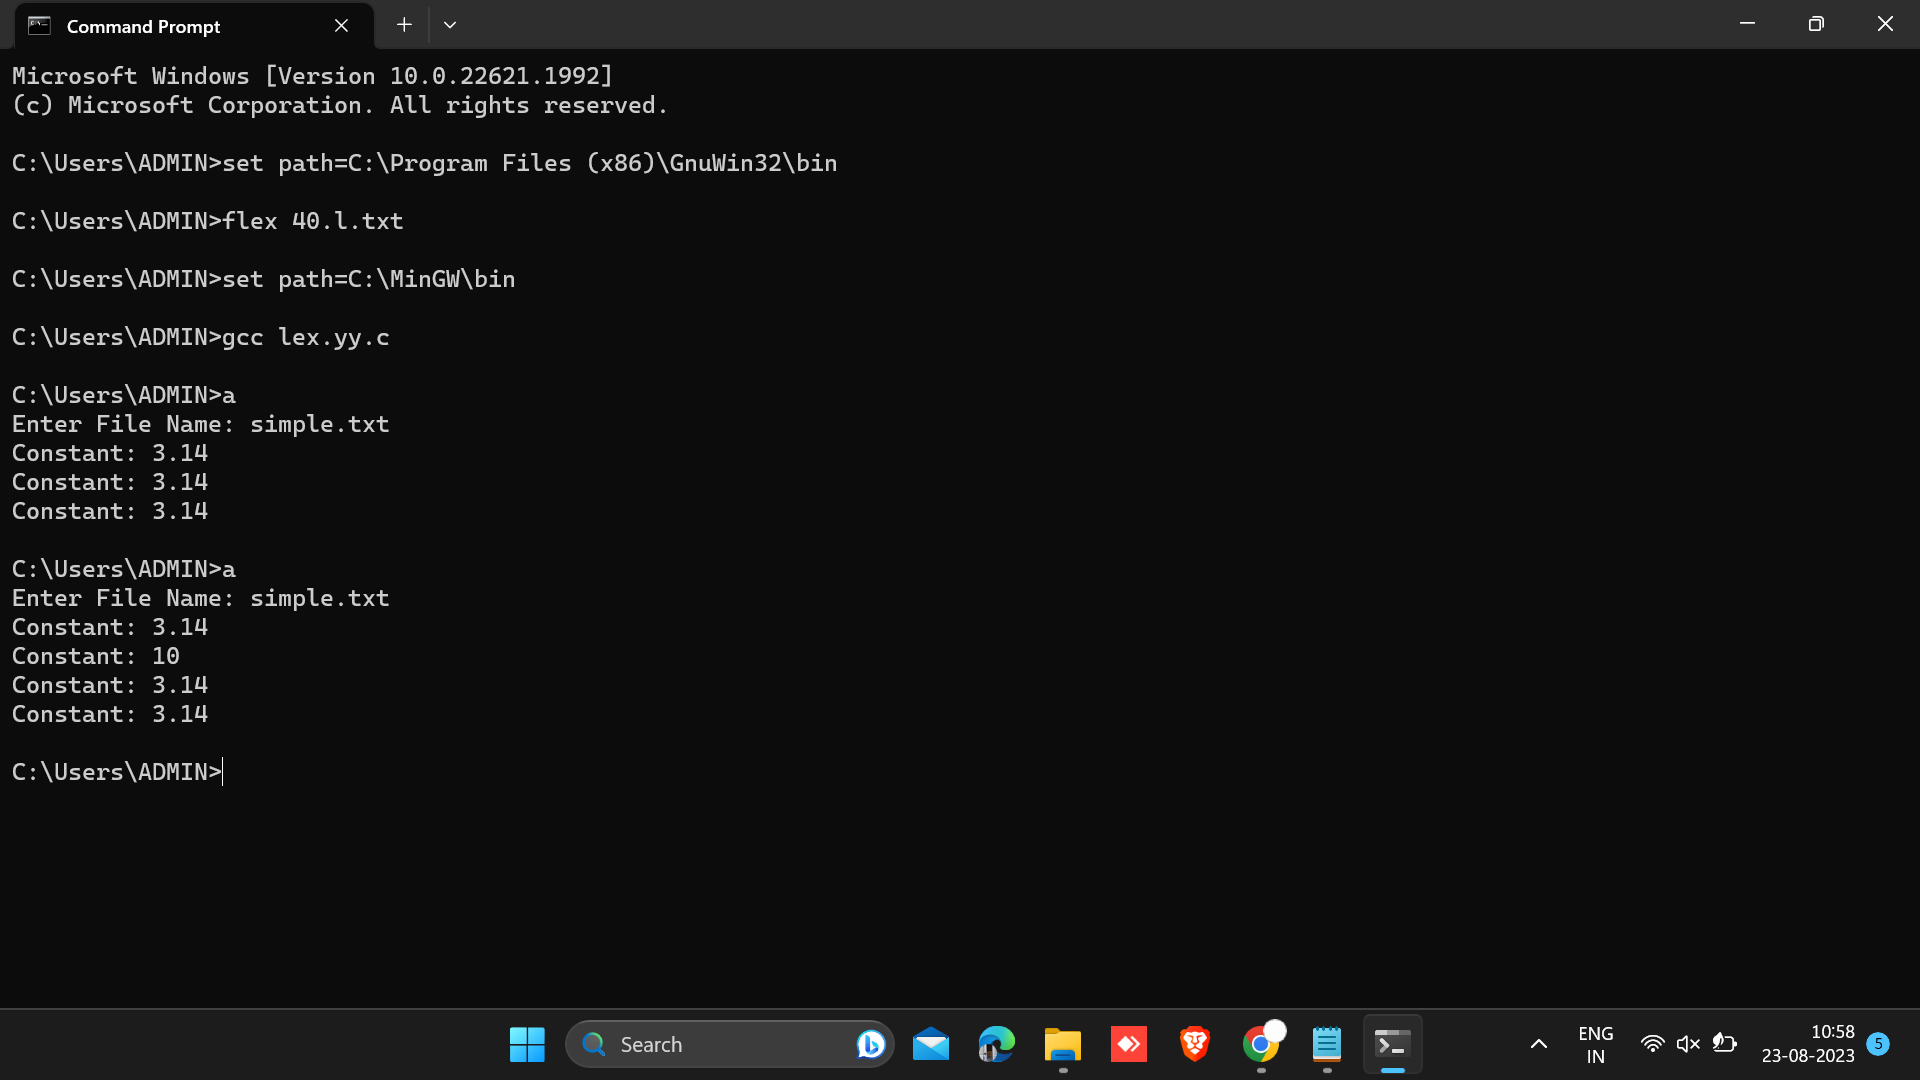 Command Prompt
Microsoft Windows [Version 10.0.22621.1992]
(c) Microsoft Corporation. All rights reserved.
C:\Users\ADMIN>set path=C:\Program Files (x86)\GnuWin32\bin
C:\Users\ADMIN>flex 40.l.txt
C:\Users\ADMIN>set path=C:\MinGW\bin
C:\Users\ADMIN>gcc lex.yy.c
C:\Users\ADMIN>a
Enter File Name: simple.txt
Constant: 3.14
Constant: 3.14
Constant: 3.14
C:\Users\ADMIN>a
Enter File Name: simple.txt
Constant: 3.14
Constant: 10
Constant: 3.14
Constant: 3.14
C:\Users\ADMIN>
Search
ENG
IN
10:58
23-08-2023
5